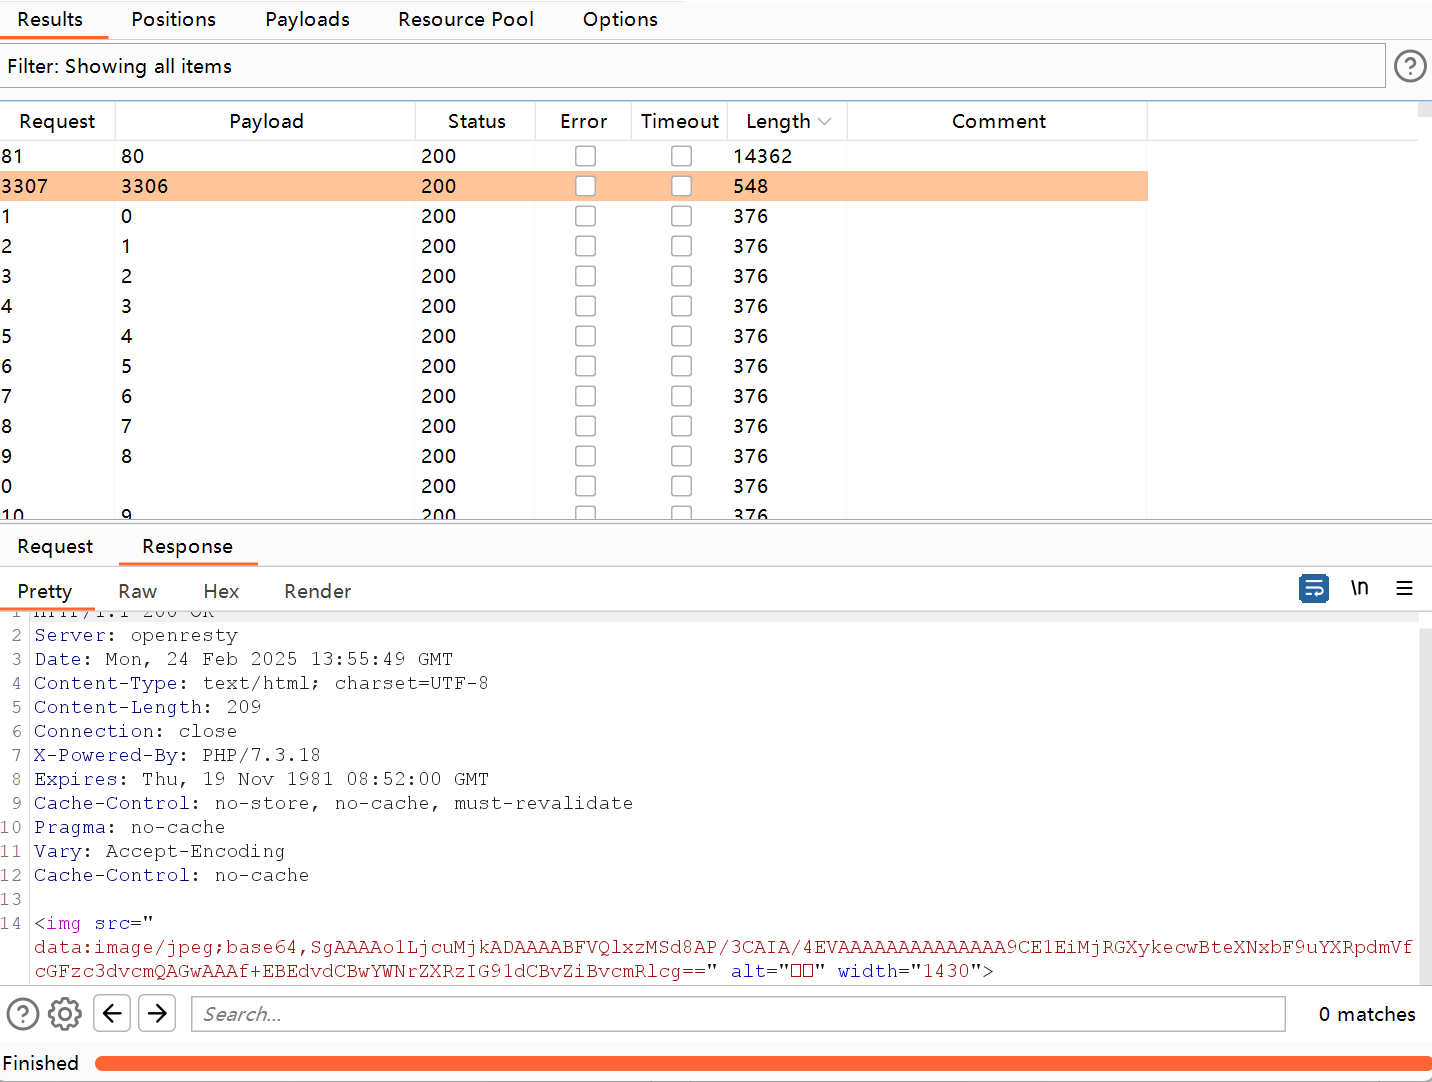 Results Positions Payloads Resource Pool Options
Filter: Showing all items
Request Payload Status Error Timeout Length Comment
81 80 200 14362
3307 3306 200 548
1 0 200 376
2 1 200 376
3 2 200 376
4 3 200 376
5 4 200 376
6 5 200 376
7 6 200 376
8 7 200 376
9 8 200 376
0 200 376
10 9 200 376
Request Response
Pretty Raw Hex Render \n
1 HTTP/1.1 200 OK
2 Server: openresty
3 Date: Mon, 24 Feb 2025 13:55:49 GMT
4 Content-Type: text/html; charset=UTF-8
5 Content-Length: 209
6 Connection: close
7 X-Powered-By: PHP/7.3.18
8 Expires: Thu, 19 Nov 1981 08:52:00 GMT
9 Cache-Control: no-store, no-cache, must-revalidate
10 Pragma: no-cache
11 Vary: Accept-Encoding
12 Cache-Control: no-cache
13
14 <img src="
data:image/jpeg;base64,SgAAAAo1LjcuMjkADAAAABFVQlxzMSd8AP/3CAIA/4EVAAAAAAAAAAAAAA9CE1EiMjRGXykecwBteXNxbF9uYXRpdmVf
cGFzc3dvcmQAGwAAAf+EBEdvdCBwYWNrZXRzIG91dCBvZiBvcmRlcg==" alt="□□" width="1430">
Search... 0 matches
Finished